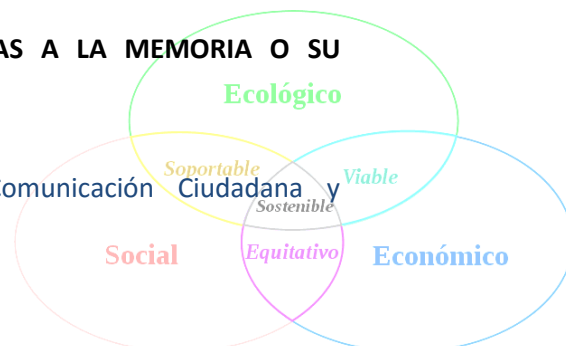 AS A LA MEMORIA O SU
Ecológico
Soportable
Viable
Comunicación Ciudadana y
Sostenible
Social
Equitativo
Económico